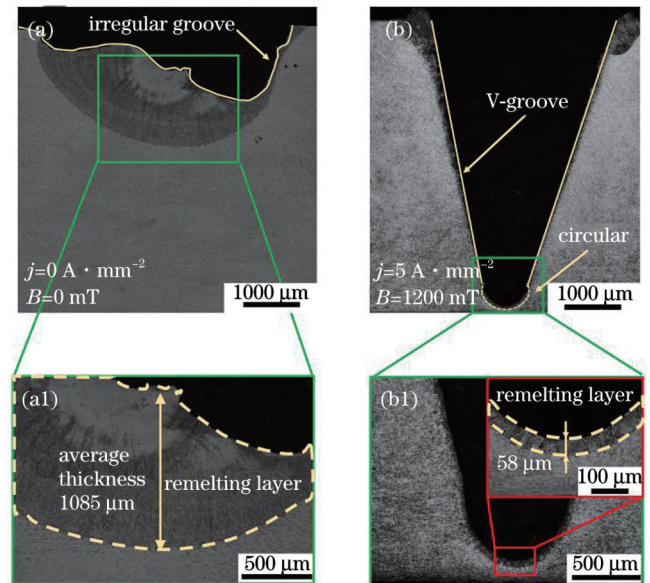 (a)
irregular groove
j=0 A · mm⁻²
B=0 mT
1000 μm
(b)
V-groove
circular
j=5 A · mm⁻²
B=1200 mT
1000 μm
(a1)
average
thickness
1085 μm
remelting layer
500 μm
(b1)
remelting layer
58 μm
100 μm
500 μm